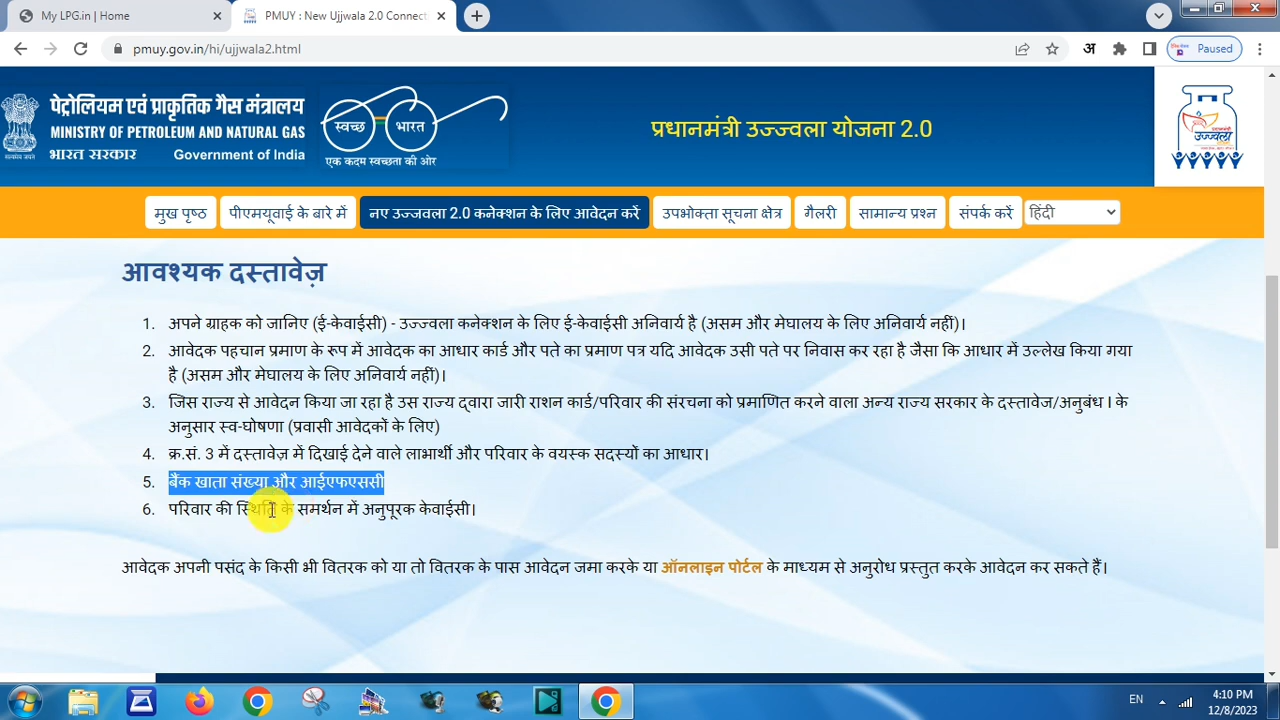 My LPG.in | Home
PMUY : New Ujjwala 2.0 Connect
pmuy.gov.in/hi/ujjwala2.html
अ
Paused
पेट्रोलियम एवं प्राकृतिक गैस मंत्रालय
MINISTRY OF PETROLEUM AND NATURAL GAS
भारत सरकार Government of India
स्वच्छ भारत
एक कदम स्वच्छता की ओर
प्रधानमंत्री उज्ज्वला योजना 2.0
उज्ज्वला
मुख पृष्ठ
पीएमयूवाई के बारे में
नए उज्जवला 2.0 कनेक्शन के लिए आवेदन करें
उपभोक्ता सूचना क्षेत्र
गैलरी
सामान्य प्रश्न
संपर्क करें
हिंदी
आवश्यक दस्तावेज़
1. अपने ग्राहक को जानिए (ई-केवाईसी) - उज्ज्वला कनेक्शन के लिए ई-केवाईसी अनिवार्य है (असम और मेघालय के लिए अनिवार्य नहीं)।
2. आवेदक पहचान प्रमाण के रूप में आवेदक का आधार कार्ड और पते का प्रमाण पत्र यदि आवेदक उसी पते पर निवास कर रहा है जैसा कि आधार में उल्लेख किया गया
है (असम और मेघालय के लिए अनिवार्य नहीं)।
3. जिस राज्य से आवेदन किया जा रहा है उस राज्य द्वारा जारी राशन कार्ड/परिवार की संरचना को प्रमाणित करने वाला अन्य राज्य सरकार के दस्तावेज/अनुबंध I के
अनुसार स्व-घोषणा (प्रवासी आवेदकों के लिए)
4. क्र.सं. 3 में दस्तावेज़ में दिखाई देने वाले लाभार्थी और परिवार के वयस्क सदस्यों का आधार।
5. बैंक खाता संख्या और आईएफएससी
6. परिवार की स्थिति के समर्थन में अनुपूरक केवाईसी।
आवेदक अपनी पसंद के किसी भी वितरक को या तो वितरक के पास आवेदन जमा करके या ऑनलाइन पोर्टल के माध्यम से अनुरोध प्रस्तुत करके आवेदन कर सकते हैं।
EN
4:10 PM
12/8/2023